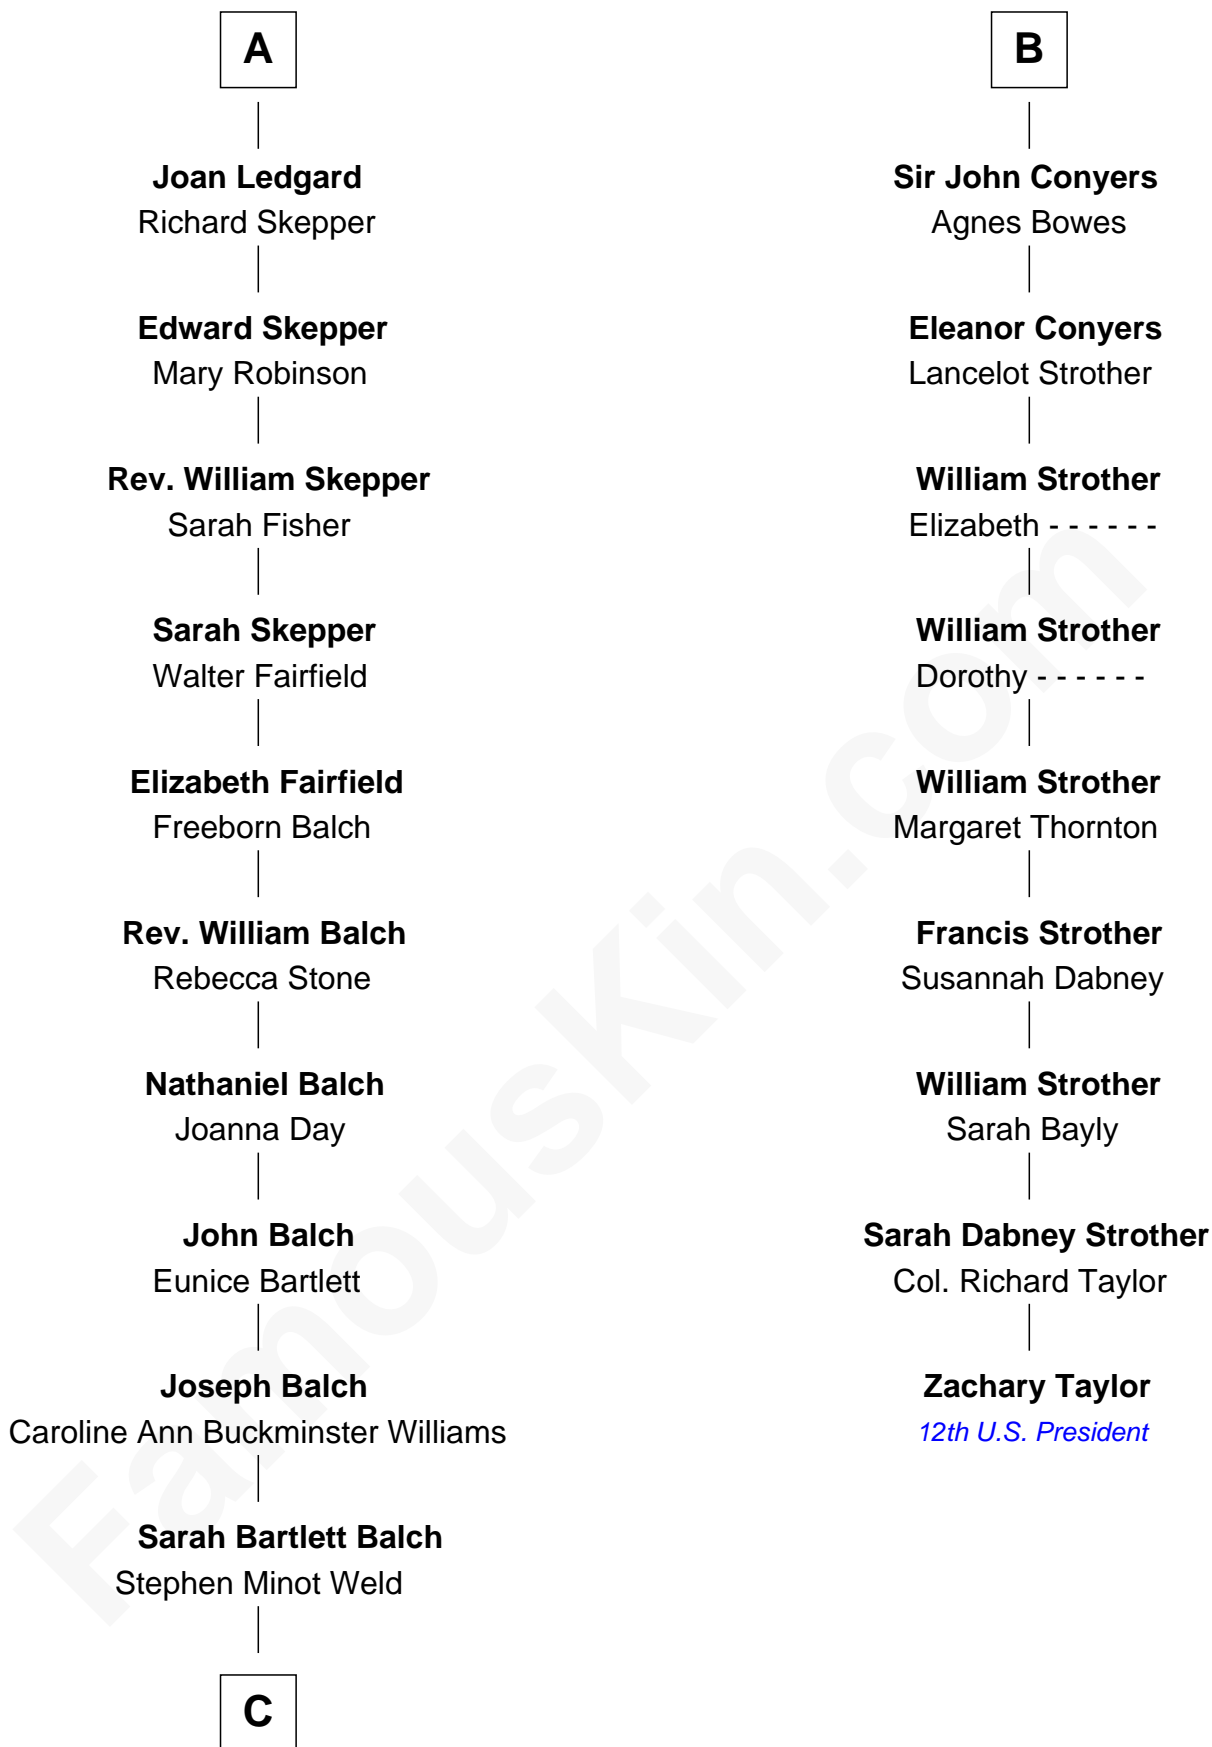 A
Joan Ledgard
Richard Skepper
Edward Skepper
Mary Robinson
Rev. William Skepper
Sarah Fisher
Sarah Skepper
Walter Fairfield
Elizabeth Fairfield
Freeborn Balch
Rev. William Balch
Rebecca Stone
Nathaniel Balch
Joanna Day
John Balch
Eunice Bartlett
Joseph Balch
Caroline Ann Buckminster Williams
Sarah Bartlett Balch
Stephen Minot Weld
C
B
Sir John Conyers
Agnes Bowes
Eleanor Conyers
Lancelot Strother
William Strother
Elizabeth - - - - - -
William Strother
Dorothy - - - - - -
William Strother
Margaret Thornton
Francis Strother
Susannah Dabney
William Strother
Sarah Bayly
Sarah Dabney Strother
Col. Richard Taylor
Zachary Taylor
12th U.S. President
FamousKin.com